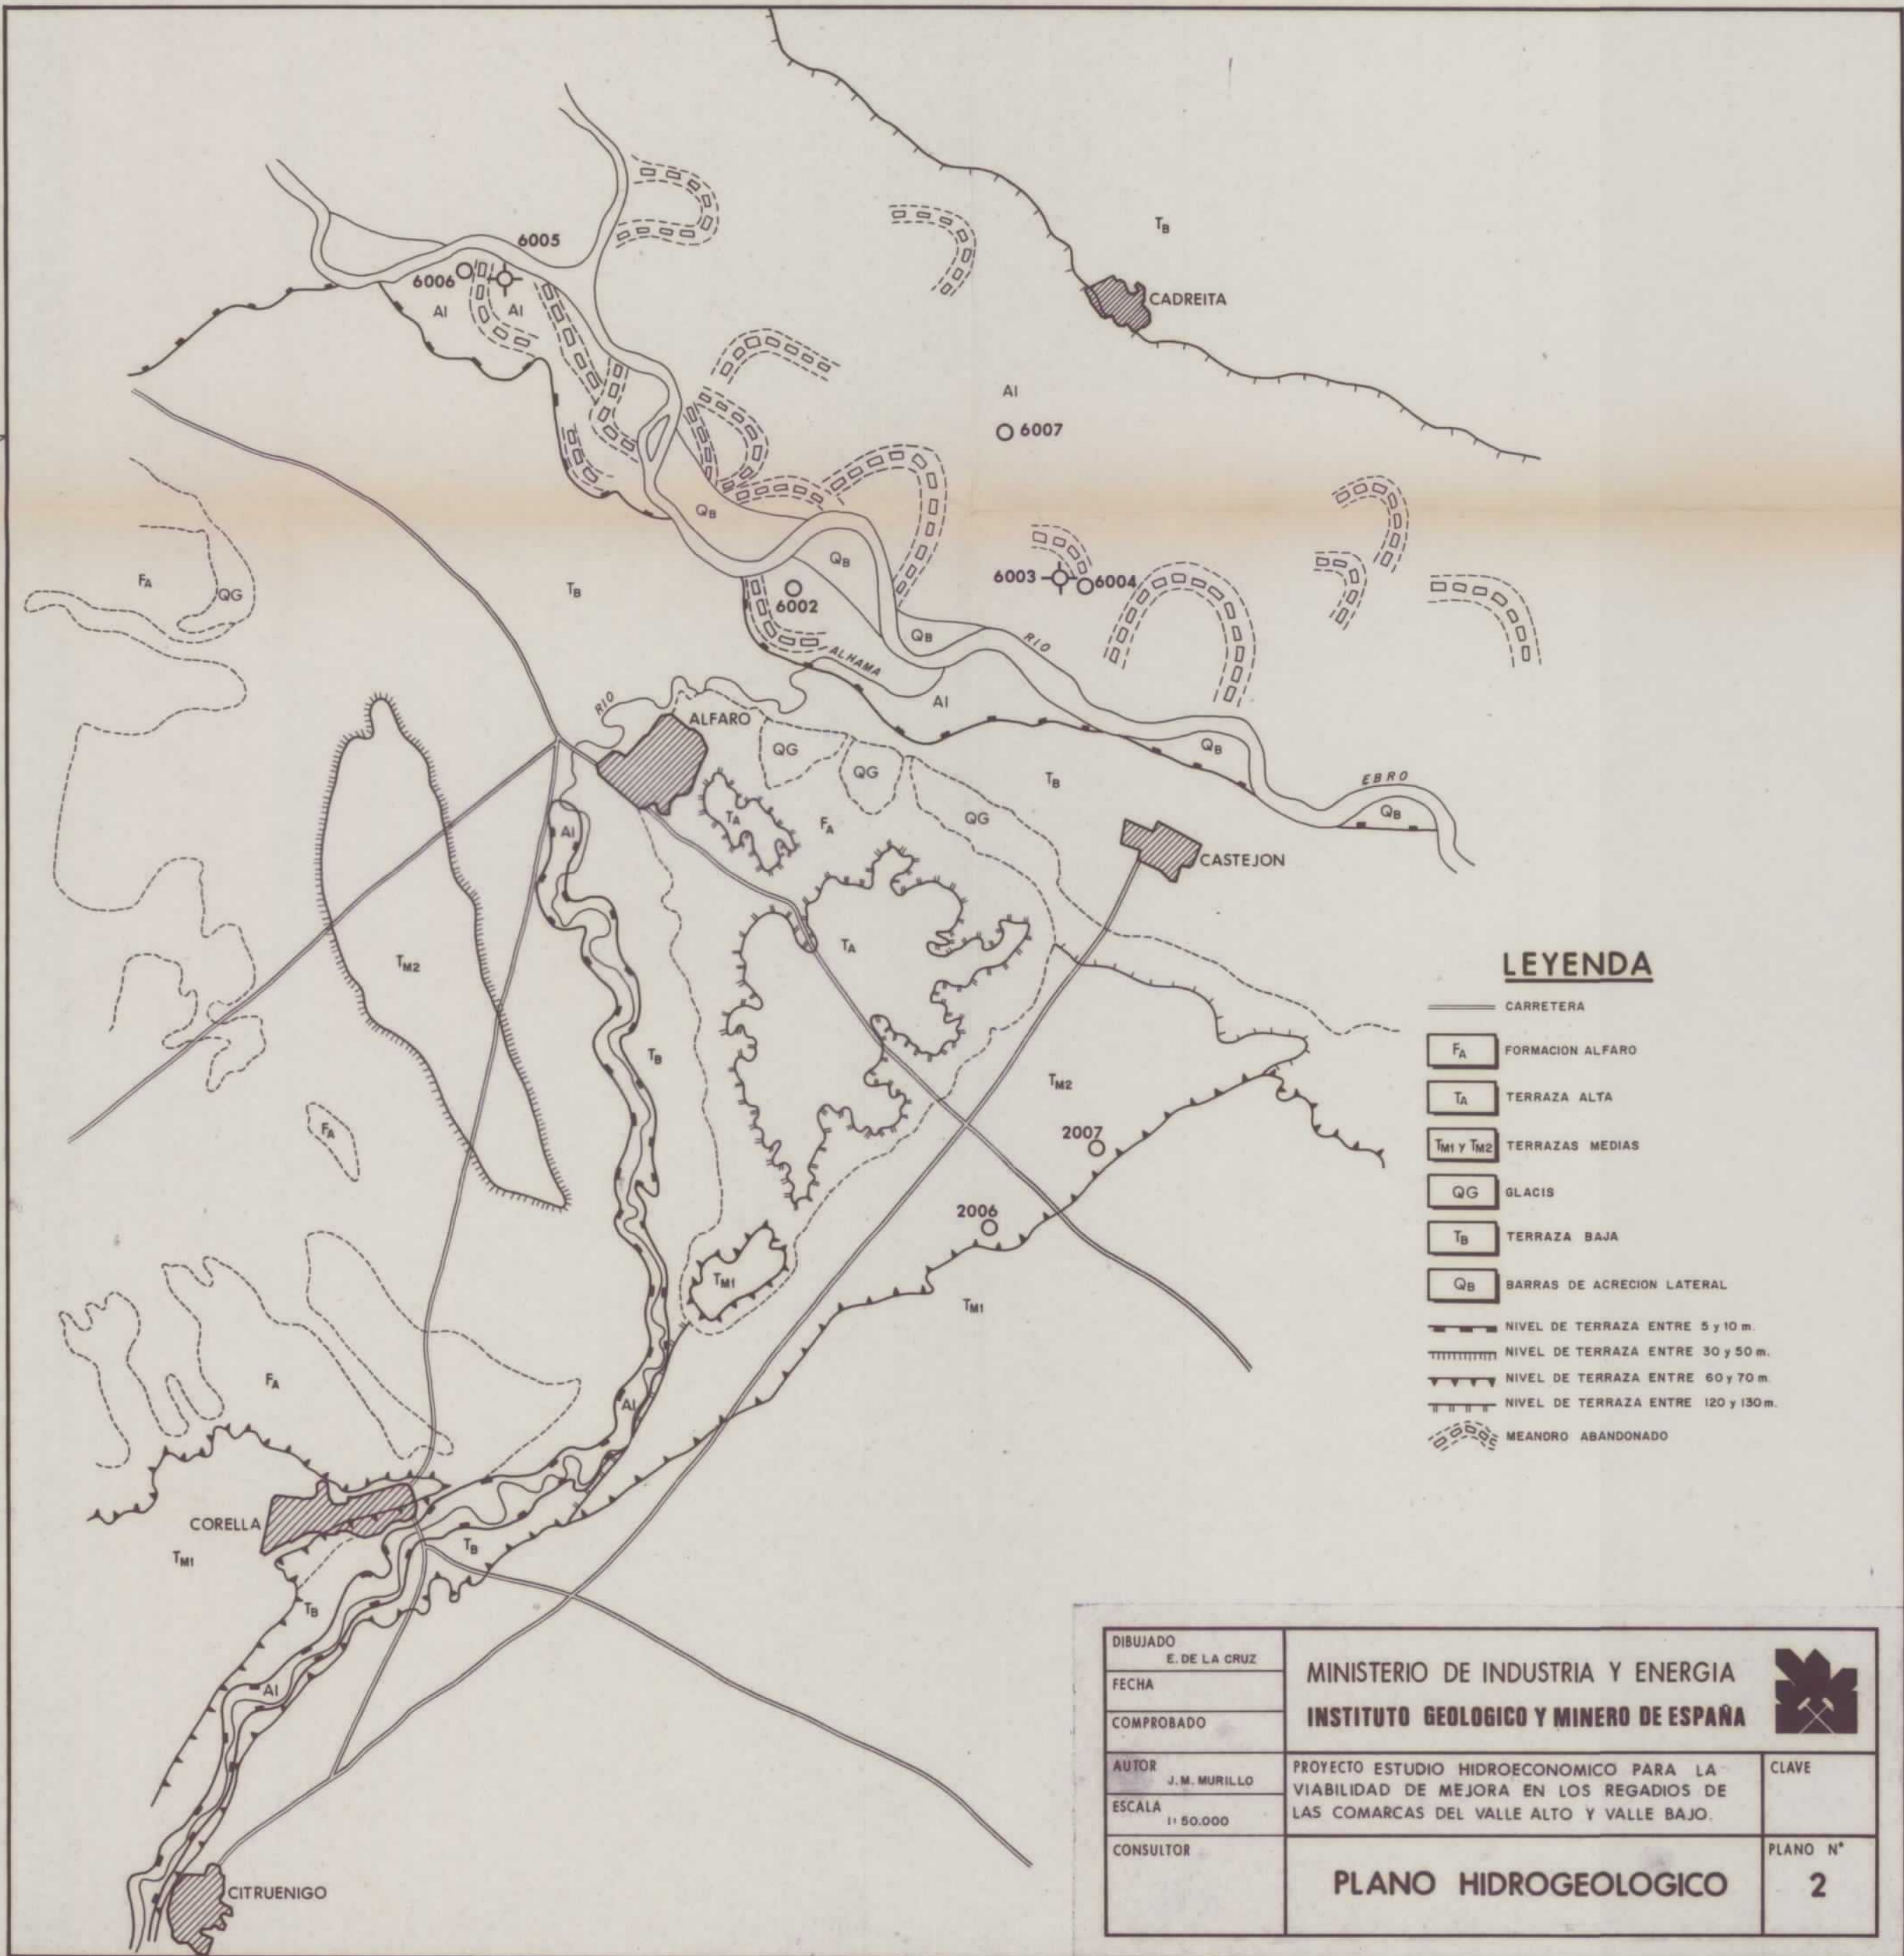 TB
6005
6006
Al
Al
CADREITA
Al
6007
QB
FA
QG
TB
QB
6002
6003
6004
QB
RIO
ALHAMA
RIO
Al
ALFARO
QG
QG
QB
TB
EBRO
QB
TA
FA
QG
Al
CASTEJON
TA
TM2
TB
TM2
FA
2007
2006
TM1
TM1
FA
Al
CORELLA
TM1
TB
TB
Al
CITRUENIGO
LEYENDA
CARRETERA
FA FORMACION ALFARO
TA TERRAZA ALTA
TM1 y TM2 TERRAZAS MEDIAS
QG GLACIS
TB TERRAZA BAJA
QB BARRAS DE ACRECION LATERAL
NIVEL DE TERRAZA ENTRE 5 y 10 m.
NIVEL DE TERRAZA ENTRE 30 y 50 m.
NIVEL DE TERRAZA ENTRE 60 y 70 m
NIVEL DE TERRAZA ENTRE 120 y 130 m.
MEANDRO ABANDONADO
DIBUJADO
E. DE LA CRUZ
FECHA
COMPROBADO
AUTOR
J. M. MURILLO
ESCALA
1:50.000
CONSULTOR
MINISTERIO DE INDUSTRIA Y ENERGIA
INSTITUTO GEOLOGICO Y MINERO DE ESPAÑA
PROYECTO ESTUDIO HIDROECONOMICO PARA LA
VIABILIDAD DE MEJORA EN LOS REGADIOS DE
LAS COMARCAS DEL VALLE ALTO Y VALLE BAJO.
CLAVE
PLANO HIDROGEOLOGICO
PLANO Nº
2